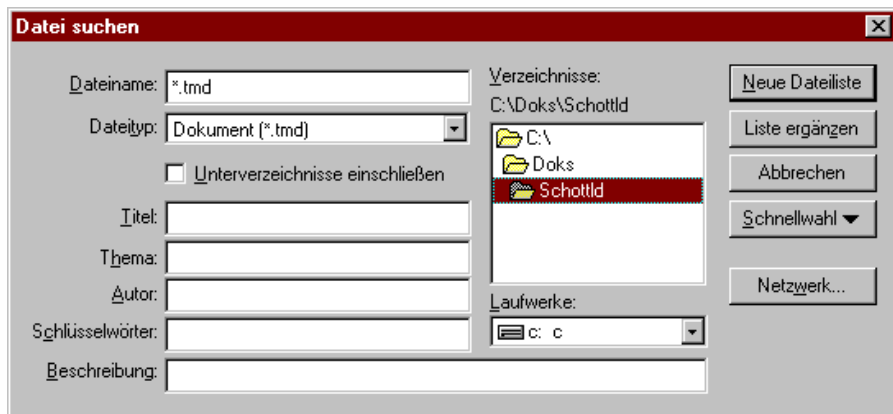 Datei suchen
Dateiname:
*.tmd
Dateityp:
Dokument (*.tmd)
Unterverzeichnisse einschließen
Titel:
Thema:
Autor:
Schlüsselwörter:
Beschreibung:
Verzeichnisse:
C:\Doks\Schottld
C:\
Doks
Schottld
Laufwerke:
c: c
Neue Dateiliste
Liste ergänzen
Abbrechen
Schnellwahl
Netzwerk...